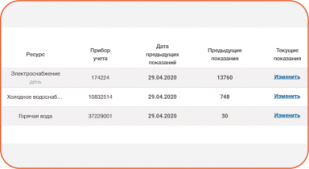 Ресурс Прибор учета Дата предыдущих показаний Предыдущие показания Текущие показания
Электроснабжение день 174224 29.04.2020 13760 Изменить
Холодное водоснаб... 10832514 29.04.2020 748 Изменить
Горячая вода 37229001 29.04.2020 30 Изменить